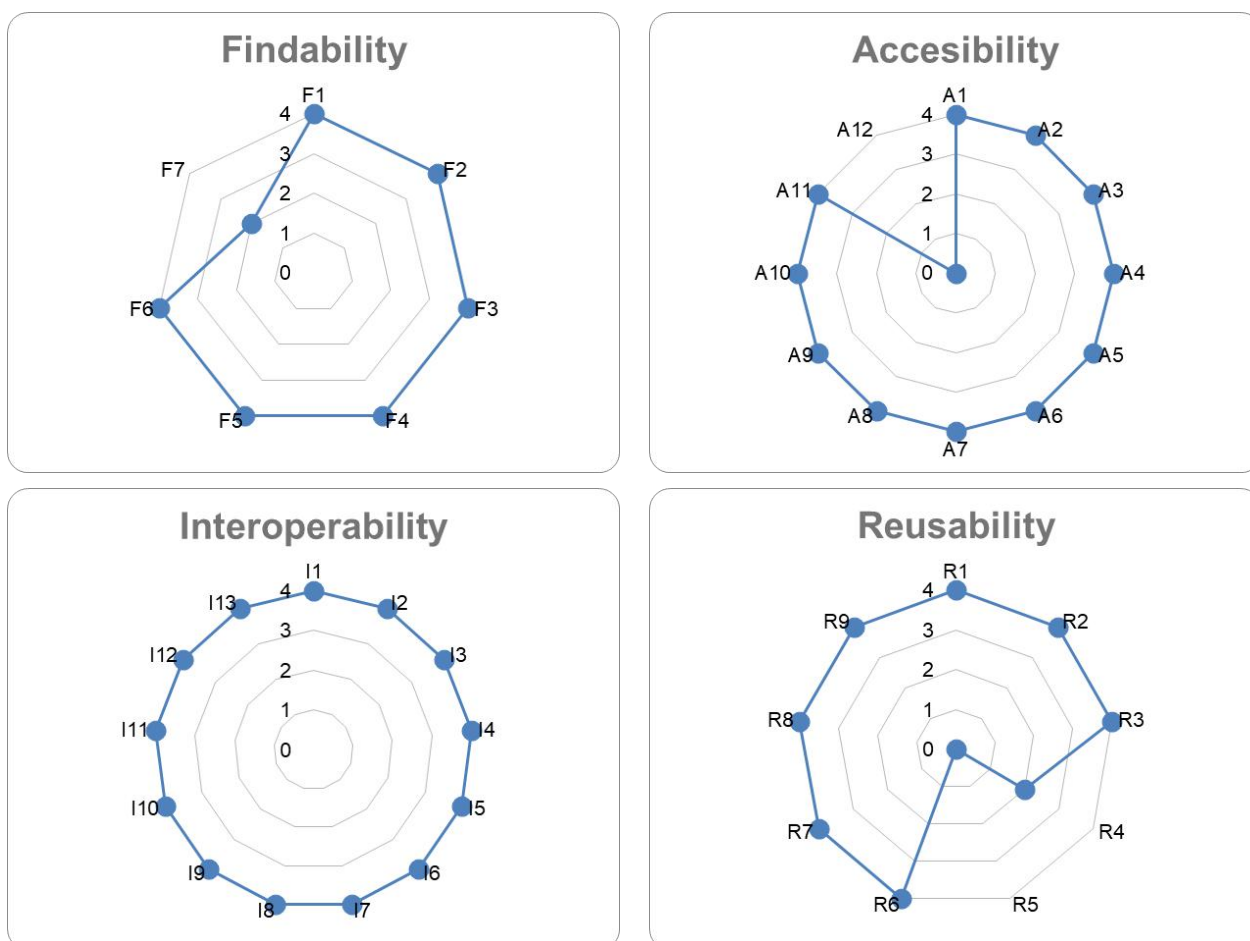 Findability
F1
4
F7
3
F2
2
1
0
F6
F3
F5
F4
Accesibility
A1
4
A12
A2
3
A11
A3
2
1
A10
0
A4
A9
A5
A8
A6
A7
Interoperability
I1
4
I13
I2
3
I12
I3
2
1
I11
I4
0
I10
I5
I9
I6
I8
I7
Reusability
R1
4
R9
R2
3
2
R8
R3
1
0
R7
R4
R6
R5